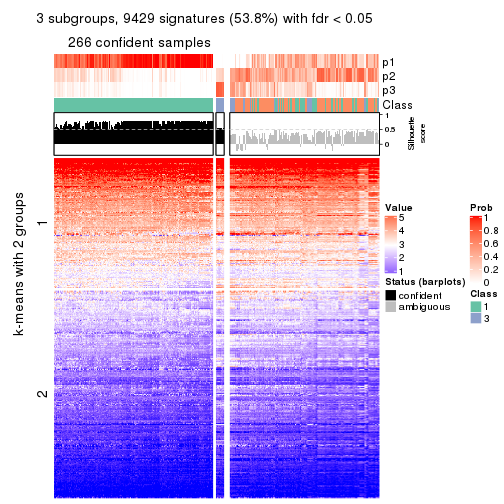 3 subgroups, 9429 signatures (53.8%) with fdr < 0.05
266 confident samples
p1
p2
p3
Class
1
0.5
0
Silhouette
score
k-means with 2 groups
1
2
Value
5
4
3
2
1
Status (barplots)
confident
ambiguous
Prob
1
0.8
0.6
0.4
0.2
0
Class
1
3